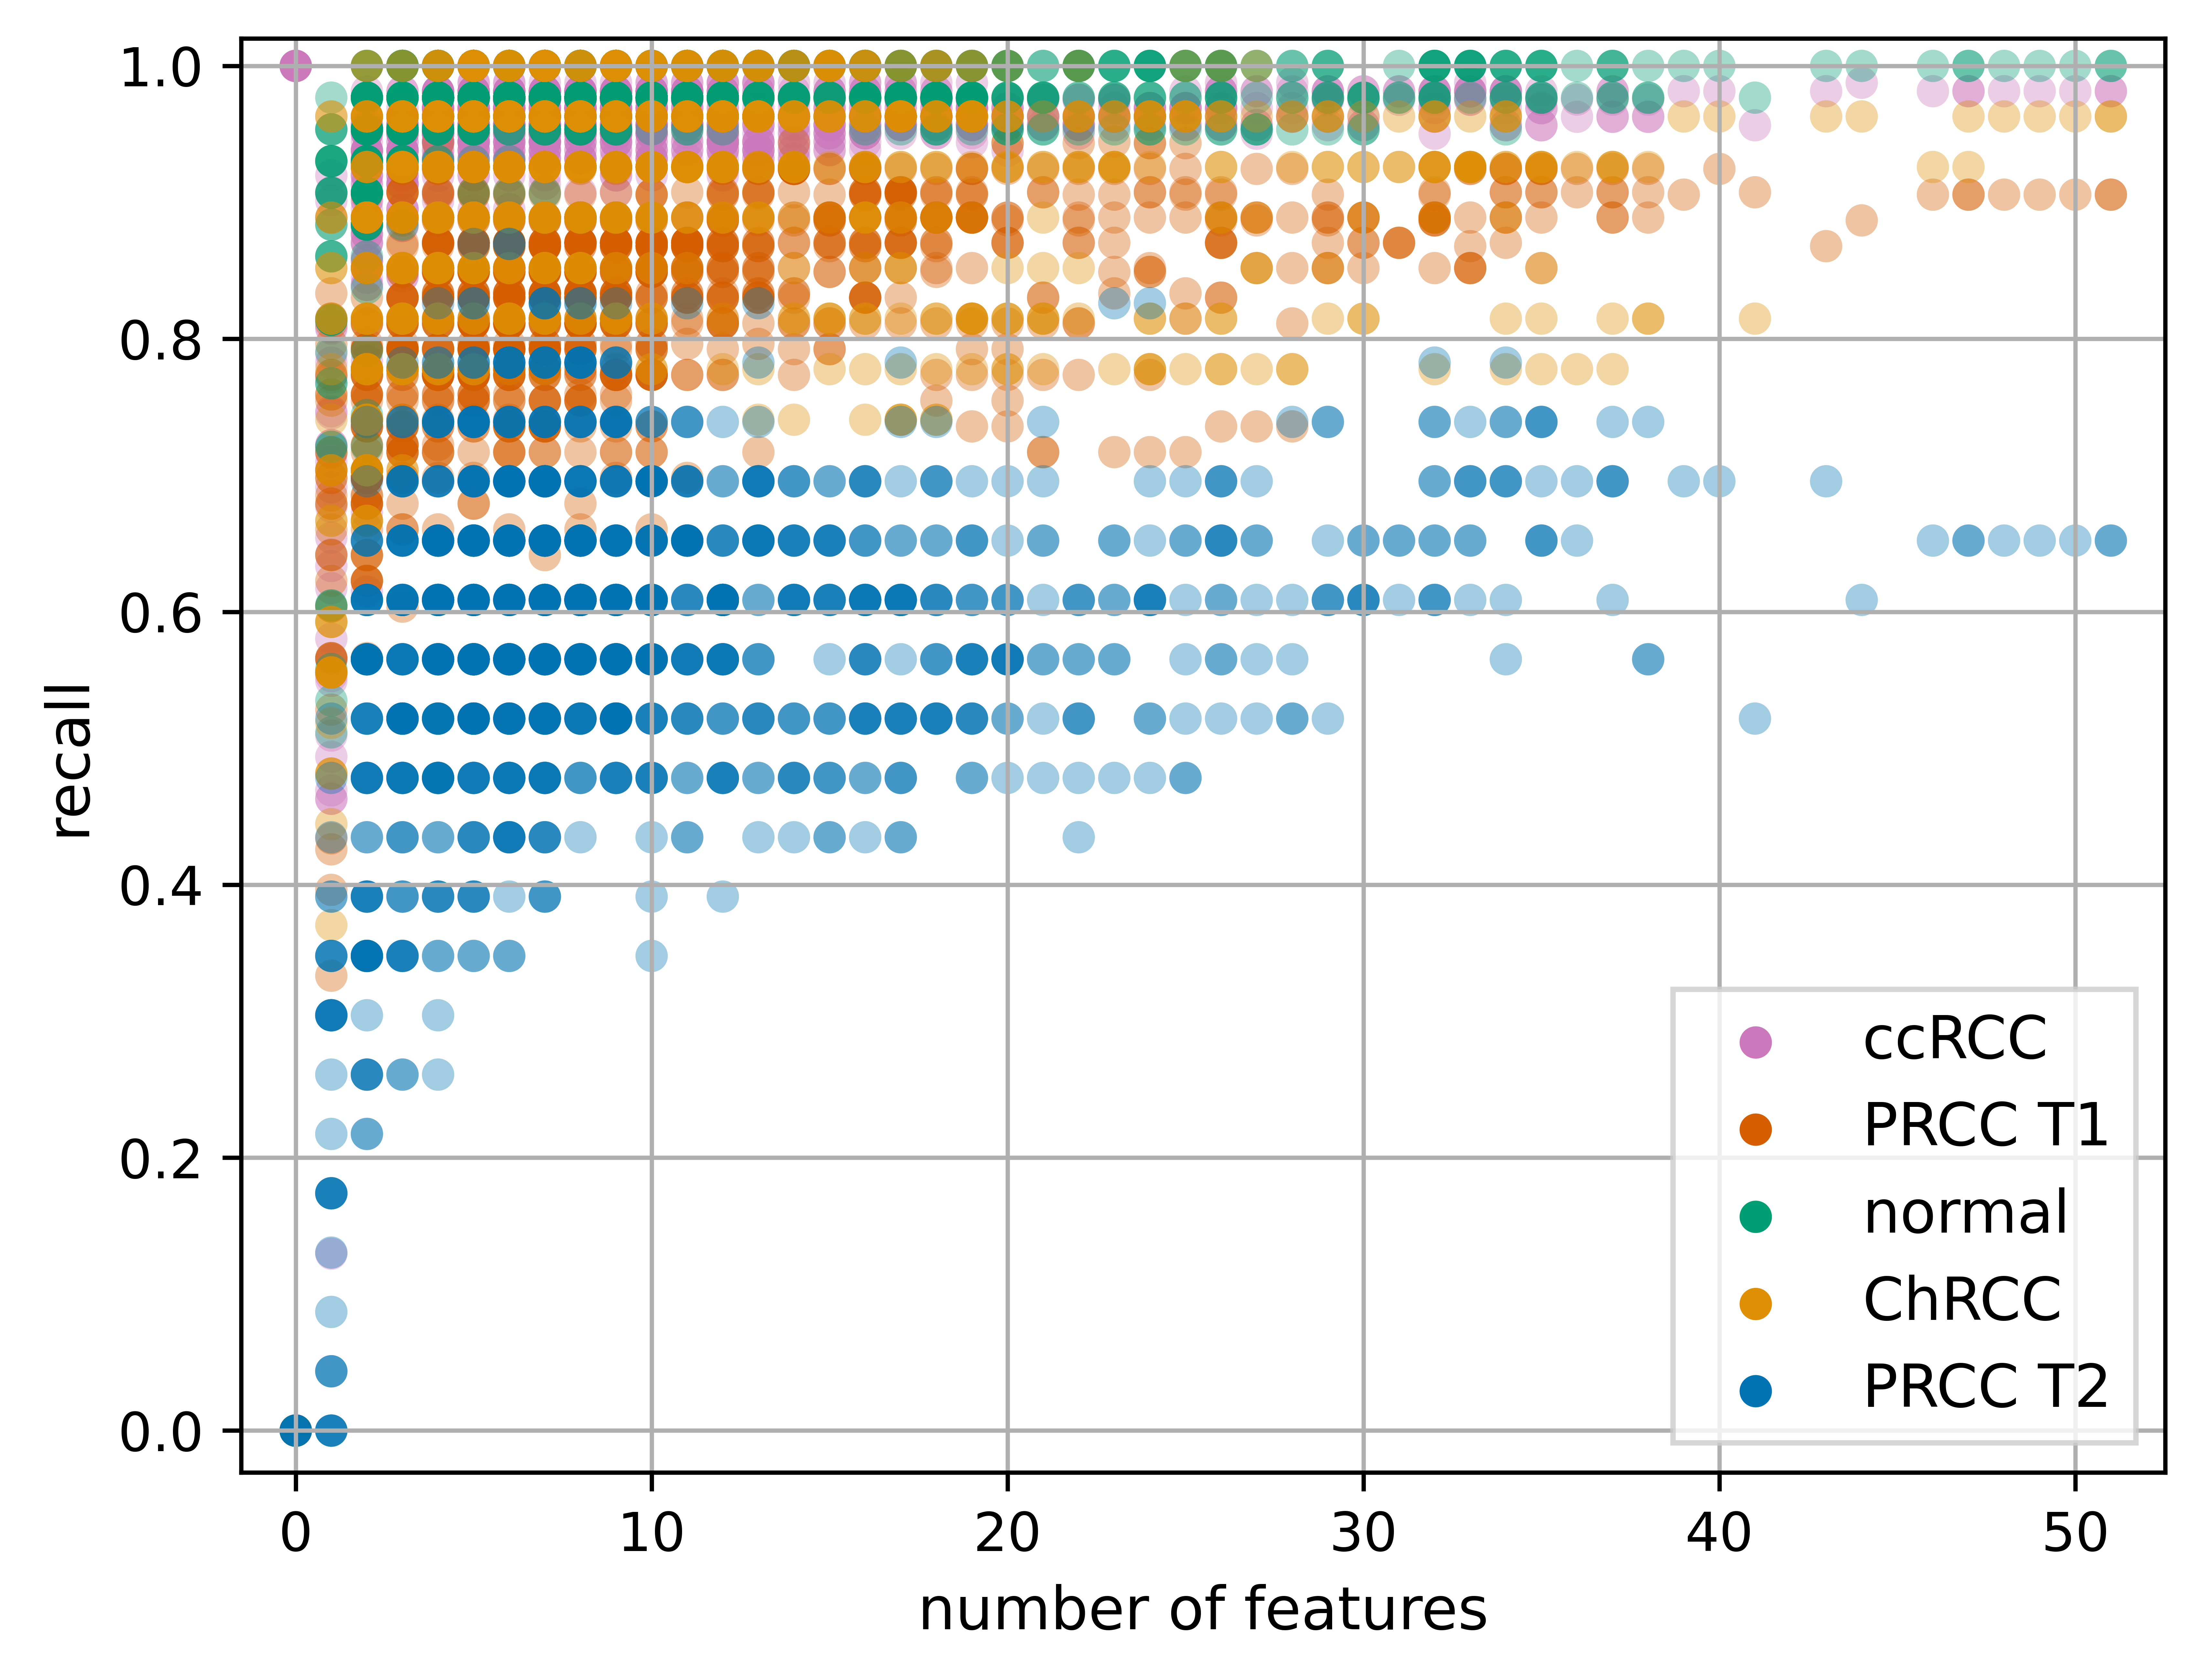 1.0
0.8
0.6
0.4
0.2
0.0
recall
0 10 20 30 40 50
number of features
ccRCC
PRCC T1
normal
ChRCC
PRCC T2